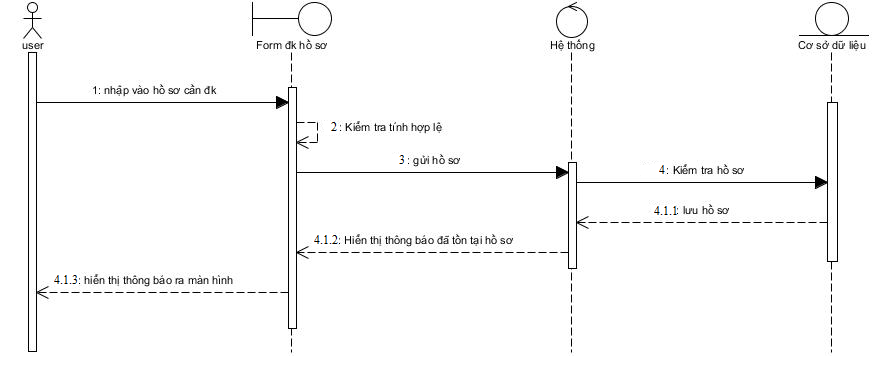 user
Form đk hồ sơ
Hệ thống
Cơ sở dữ liệu
1: nhập vào hồ sơ cần đk
2 : Kiểm tra tính hợp lệ
3 : gửi hồ sơ
4: Kiểm tra hồ sơ
4.1.1: lưu hồ sơ
4.1.2: Hiển thị thông báo đã tồn tại hồ sơ
4.1.3: hiển thị thông báo ra màn hình